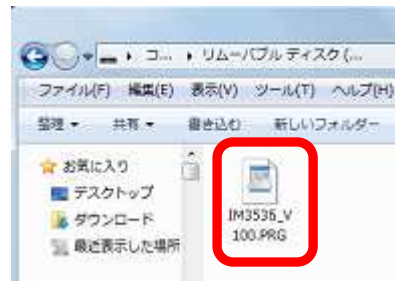 コ... リムーバブル ディスク (...
ファイル(F) 編集(E) 表示(V) ツール(T) ヘルプ(H)
整理 共有 書き込む 新しいフォルダー
お気に入り
デスクトップ
ダウンロード
最近表示した場所
IM3536_V
100.PRG